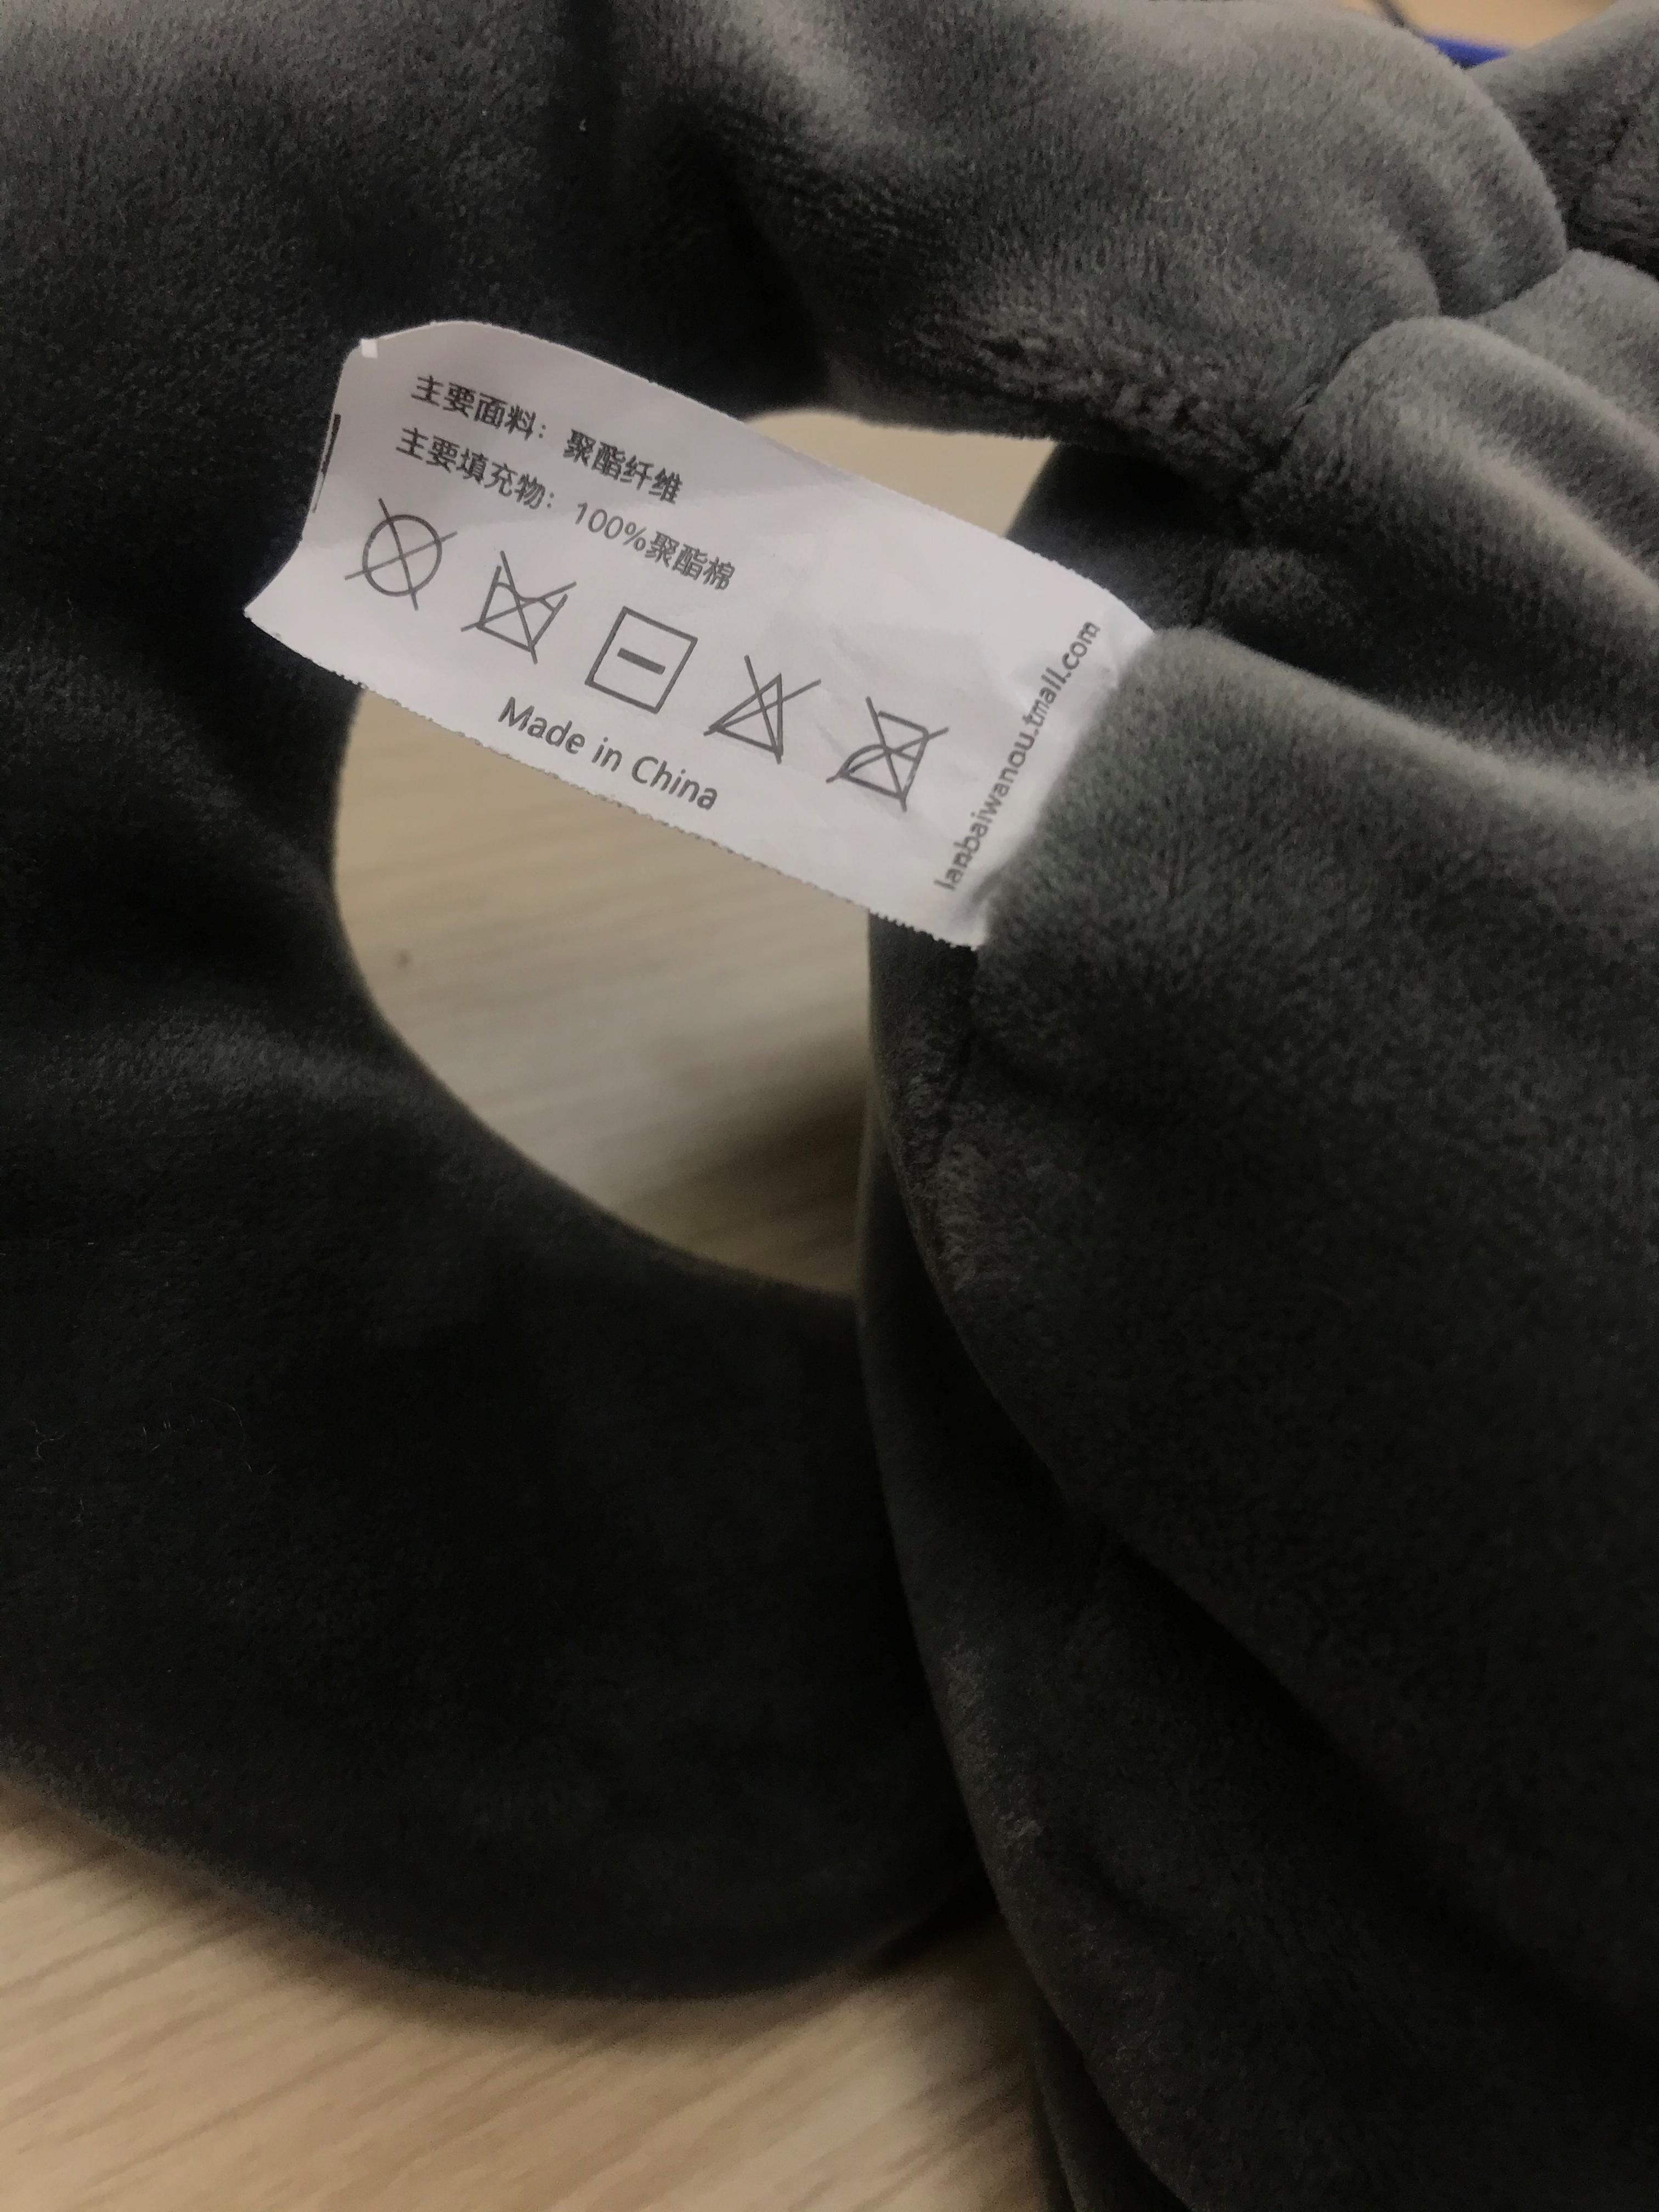 主要面料：聚酯纤维
主要填充物：100%聚酯棉
Made in China
lanbaiwanou.tmall.com